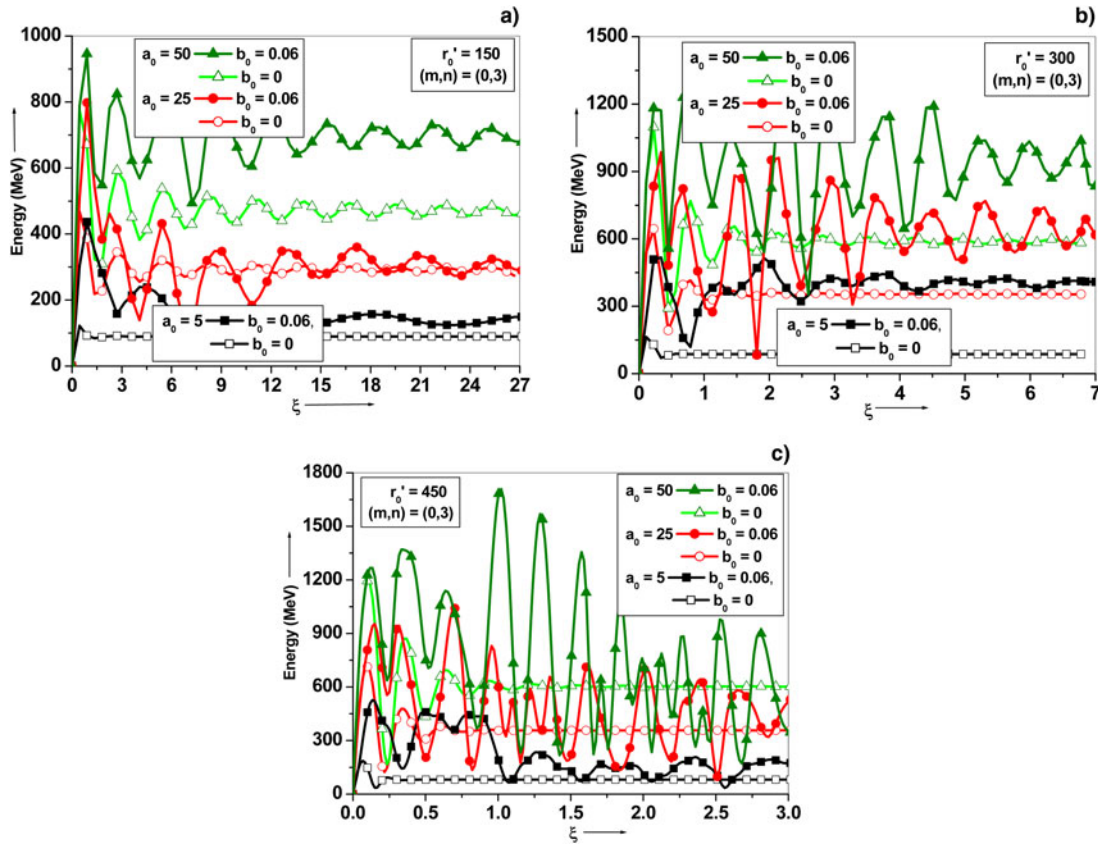 a)
1000
800
600
400
200
0
Energy (MeV)
a₀ = 50 b₀ = 0.06
b₀ = 0
a₀ = 25 b₀ = 0.06
b₀ = 0
r₀' = 150
(m,n) = (0,3)
a₀ = 5 b₀ = 0.06,
b₀ = 0
0 3 6 9 12 15 18 21 24 27
ξ
b)
1500
1200
900
600
300
0
Energy (MeV)
a₀ = 50 b₀ = 0.06
b₀ = 0
a₀ = 25 b₀ = 0.06
b₀ = 0
r₀' = 300
(m,n) = (0,3)
a₀ = 5 b₀ = 0.06,
b₀ = 0
0 1 2 3 4 5 6 7
ξ
c)
1800
1500
1200
900
600
300
0
Energy (MeV)
r₀' = 450
(m,n) = (0,3)
a₀ = 50 b₀ = 0.06
b₀ = 0
a₀ = 25 b₀ = 0.06
b₀ = 0
a₀ = 5 b₀ = 0.06,
b₀ = 0
0.0 0.5 1.0 1.5 2.0 2.5 3.0
ξ